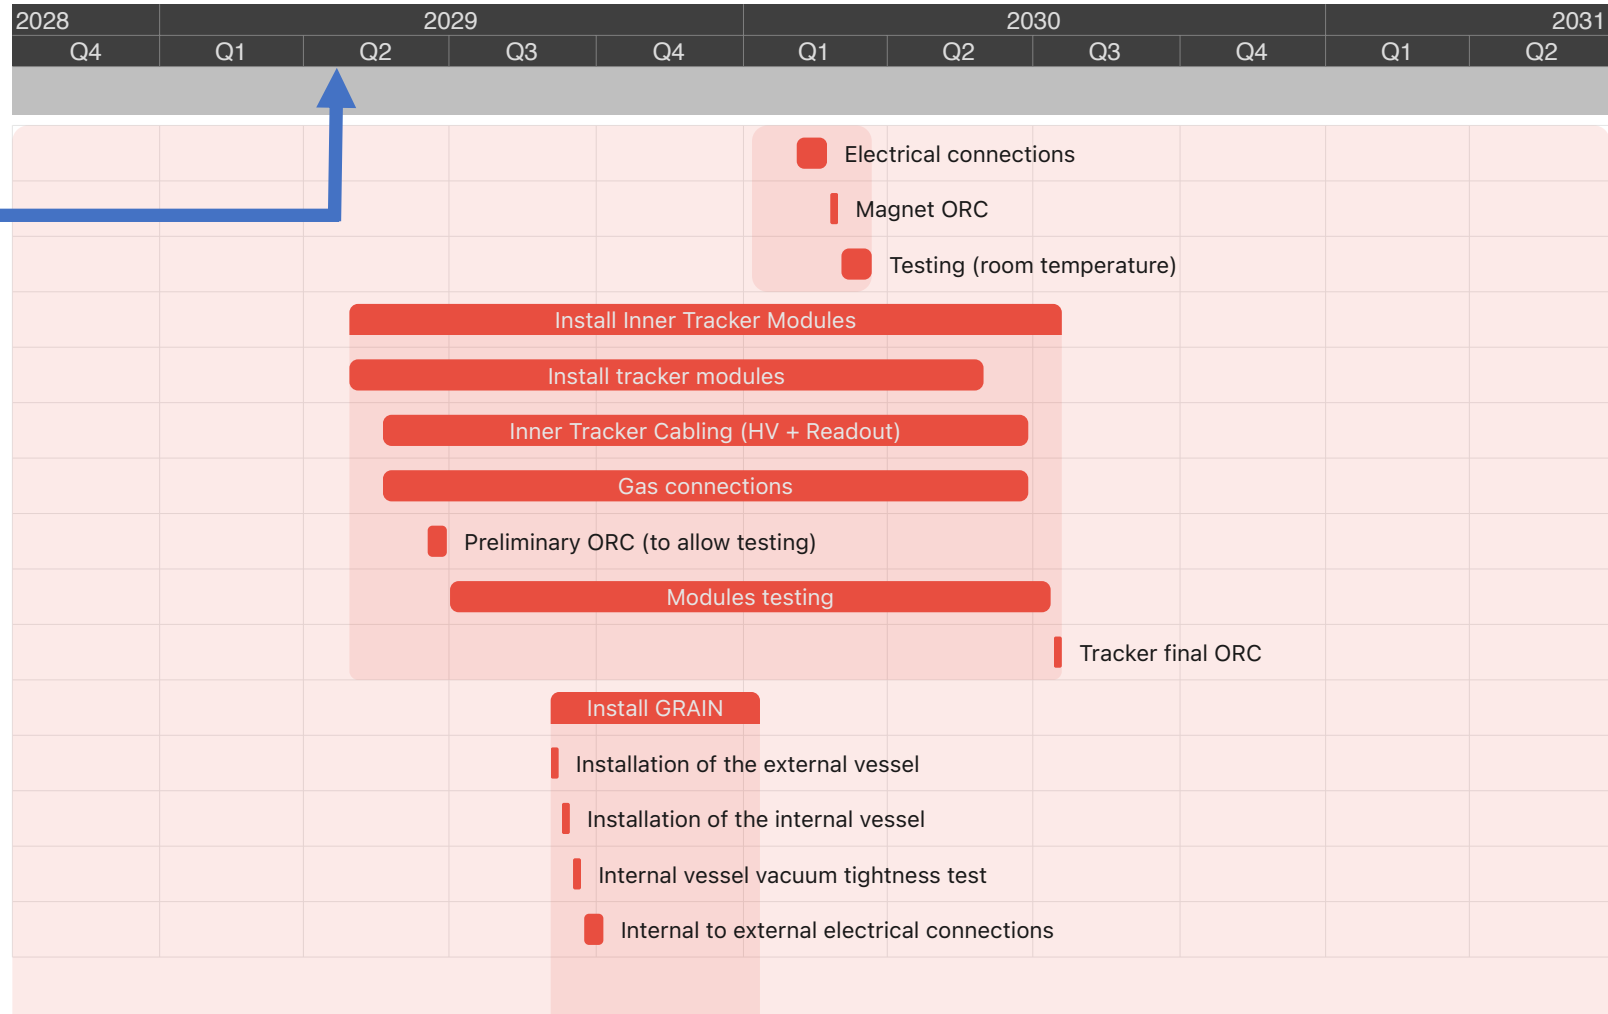 2028 2029 2030 2031
Q4 Q1 Q2 Q3 Q4 Q1 Q2 Q3 Q4 Q1 Q2
Electrical connections
Magnet ORC
Testing (room temperature)
Install Inner Tracker Modules
Install tracker modules
Inner Tracker Cabling (HV + Readout)
Gas connections
Preliminary ORC (to allow testing)
Modules testing
Tracker final ORC
Install GRAIN
Installation of the external vessel
Installation of the internal vessel
Internal vessel vacuum tightness test
Internal to external electrical connections